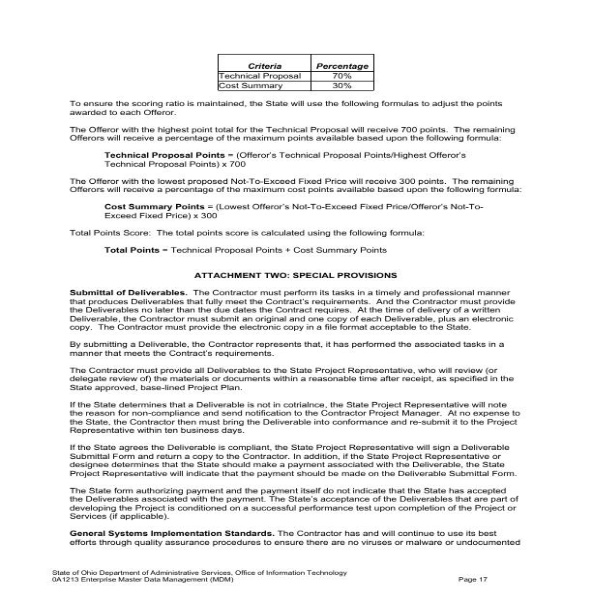 Criteria Percentage
Technical Proposal 70%
Cost Summary 30%
To ensure the scoring ratio is maintained, the State will use the following formulas to adjust the points
awarded to each Offeror.
The Offeror with the highest point total for the Technical Proposal will receive 700 points. The remaining
Offerors will receive a percentage of the maximum points available based upon the following formula:
Technical Proposal Points = (Offeror's Technical Proposal Points/Highest Offeror's
Technical Proposal Points) x 700
The Offeror with the lowest proposed Not-To-Exceed Fixed Price will receive 300 points. The remaining
Offerors will receive a percentage of the maximum cost points available based upon the following formula:
Cost Summary Points = (Lowest Offeror's Not-To-Exceed Fixed Price/Offeror's Not-To-
Exceed Fixed Price) x 300
Total Points Score: The total points score is calculated using the following formula:
Total Points = Technical Proposal Points + Cost Summary Points
ATTACHMENT TWO: SPECIAL PROVISIONS
Submittal of Deliverables. The Contractor must perform its tasks in a timely and professional manner
that produces Deliverables that fully meet the Contract's requirements. And the Contractor must provide
the Deliverables no later than the due dates the Contract requires. At the time of delivery of a written
Deliverable, the Contractor must submit an original and one copy of each Deliverable, plus an electronic
copy. The Contractor must provide the electronic copy in a file format acceptable to the State.
By submitting a Deliverable, the Contractor represents that, it has performed the associated tasks in a
manner that meets the Contract's requirements.
The Contractor must provide all Deliverables to the State Project Representative, who will review (or
delegate review of) the materials or documents within a reasonable time after receipt, as specified in the
State approved, base-lined Project Plan.
If the State determines that a Deliverable is not in cotrialnce, the State Project Representative will note
the reason for non-compliance and send notification to the Contractor Project Manager. At no expense to
the State, the Contractor then must bring the Deliverable into conformance and re-submit it to the Project
Representative within ten business days.
If the State agrees the Deliverable is compliant, the State Project Representative will sign a Deliverable
Submittal Form and return a copy to the Contractor. In addition, if the State Project Representative or
designee determines that the State should make a payment associated with the Deliverable, the State
Project Representative will indicate that the payment should be made on the Deliverable Submittal Form.
The State form authorizing payment and the payment itself do not indicate that the State has accepted
the Deliverables associated with the payment. The State's acceptance of the Deliverables that are part of
developing the Project is conditioned on a successful performance test upon completion of the Project or
Services (if applicable).
General Systems Implementation Standards. The Contractor has and will continue to use its best
efforts through quality assurance procedures to ensure there are no viruses or malware or undocumented
State of Ohio Department of Administrative Services, Office of Information Technology
0A1213 Enterprise Master Data Management (MDM) Page 17